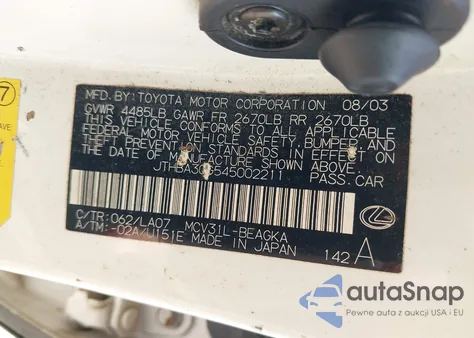 MFD. BY: TOYOTA MOTOR CORPORATION 08/03
GVWR 4485LB GAWR FR 2670LB RR 2670LB
THIS VEHICLE CONFORMS TO ALL APPLICABLE
FEDERAL MOTOR VEHICLE SAFETY, BUMPER, AND
THEFT PREVENTION STANDARDS IN EFFECT ON
THE DATE OF MANUFACTURE SHOWN ABOVE.
PASS. CAR
C/TR: 062/LA07 MCV31L-BEAGKA
A/TM: -02A/U151E MADE IN JAPAN
142 A
7
AVE
autoSnap
Pewne auta z aukcji USA i EU